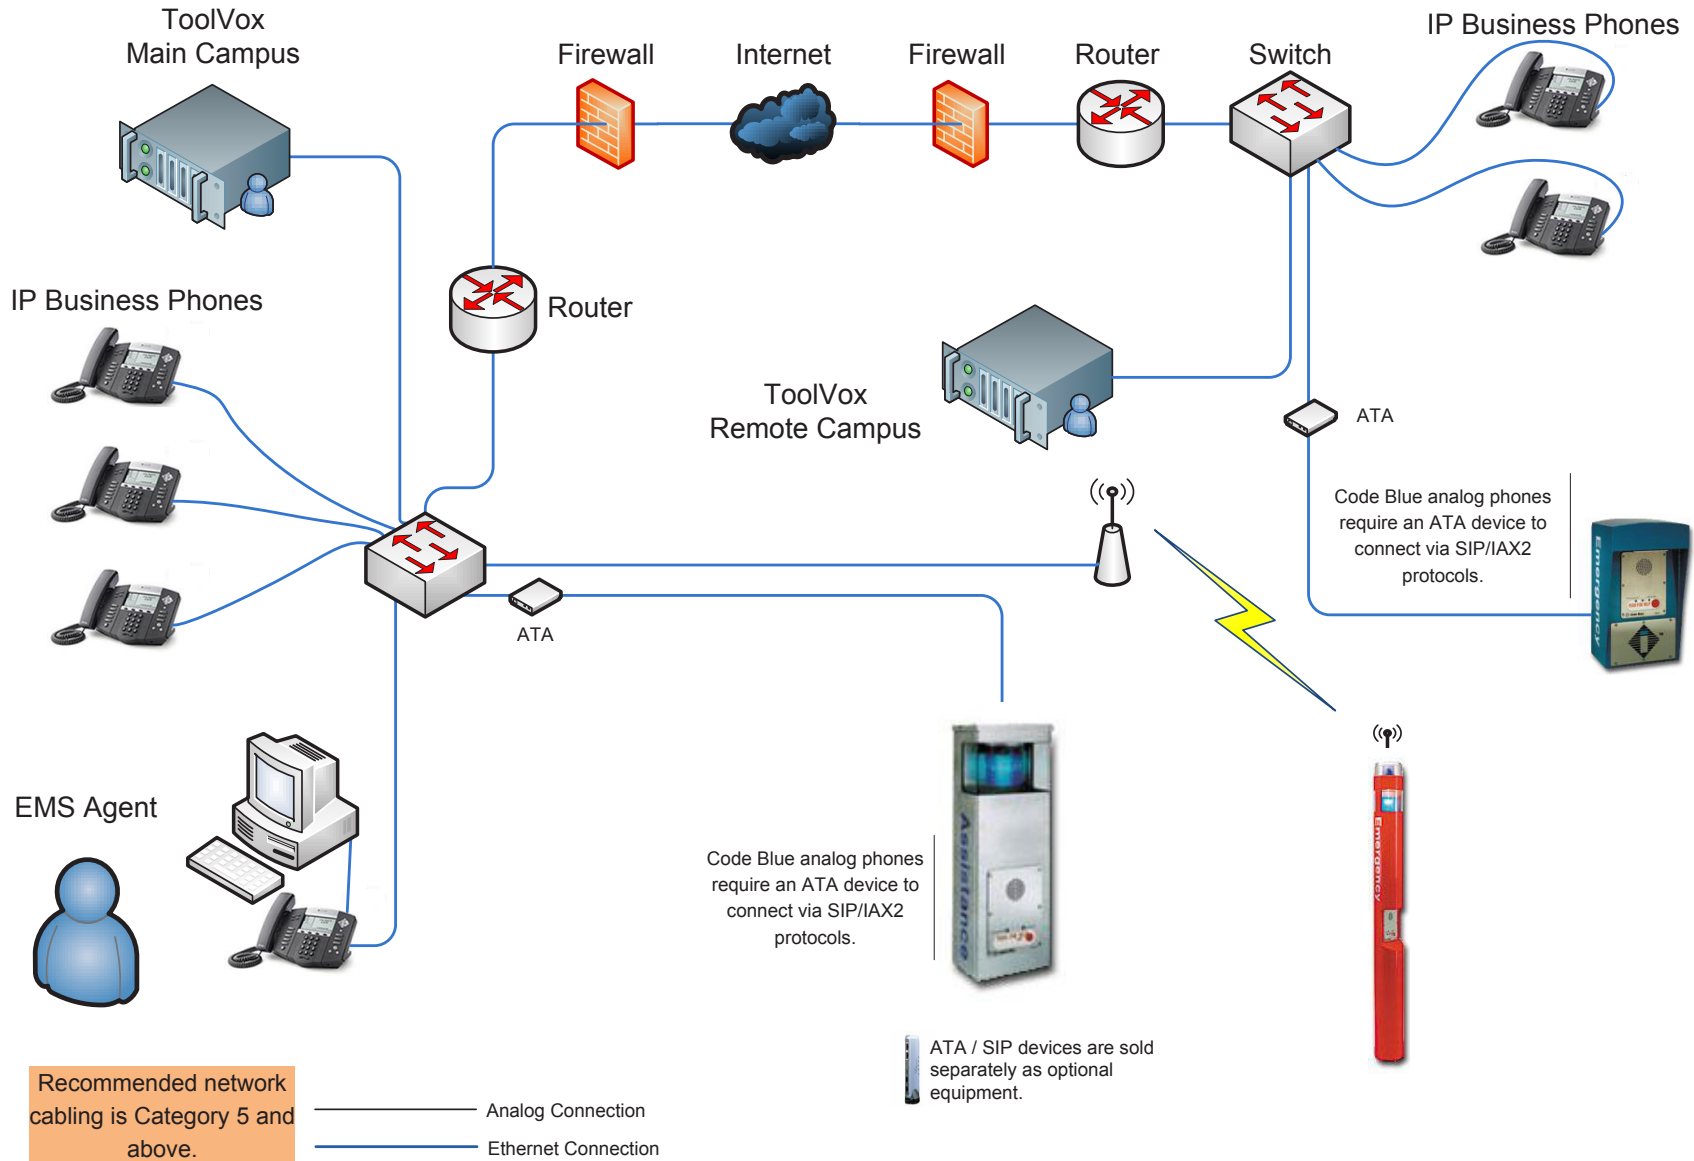 ToolVox
Main Campus
Firewall
Internet
Firewall
Router
Switch
IP Business Phones
IP Business Phones
Router
ToolVox
Remote Campus
ATA
Code Blue analog phones
require an ATA device to
connect via SIP/IAX2
protocols.
Emergency
ATA
EMS Agent
Code Blue analog phones
require an ATA device to
connect via SIP/IAX2
protocols.
Assistance
Emergency
ATA / SIP devices are sold
separately as optional
equipment.
Recommended network
cabling is Category 5 and
above.
Analog Connection
Ethernet Connection